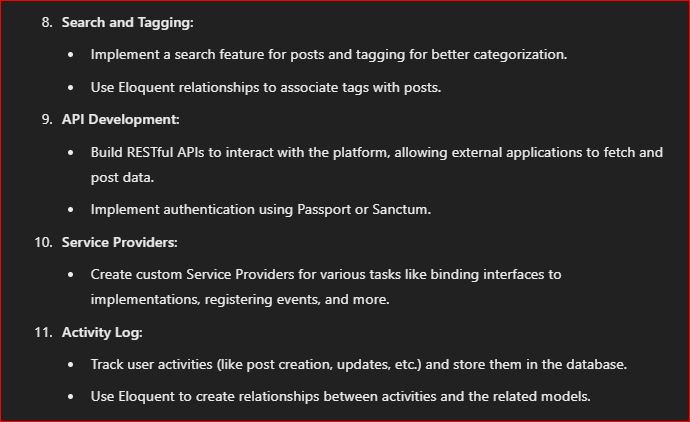 8. Search and Tagging:
• Implement a search feature for posts and tagging for better categorization.
• Use Eloquent relationships to associate tags with posts.
9. API Development:
• Build RESTful APIs to interact with the platform, allowing external applications to fetch and
post data.
• Implement authentication using Passport or Sanctum.
10. Service Providers:
• Create custom Service Providers for various tasks like binding interfaces to
implementations, registering events, and more.
11. Activity Log:
• Track user activities (like post creation, updates, etc.) and store them in the database.
• Use Eloquent to create relationships between activities and the related models.